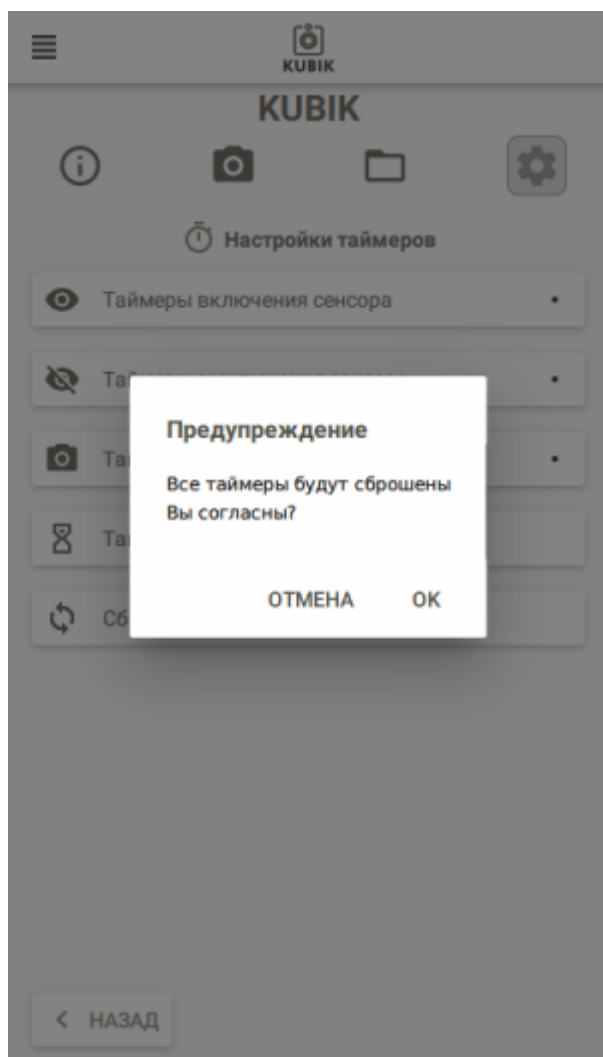 KUBIK
KUBIK
Настройки таймеров
Таймеры включения сенсора
Предупреждение
Все таймеры будут сброшены
Вы согласны?
ОТМЕНА OK
НАЗАД